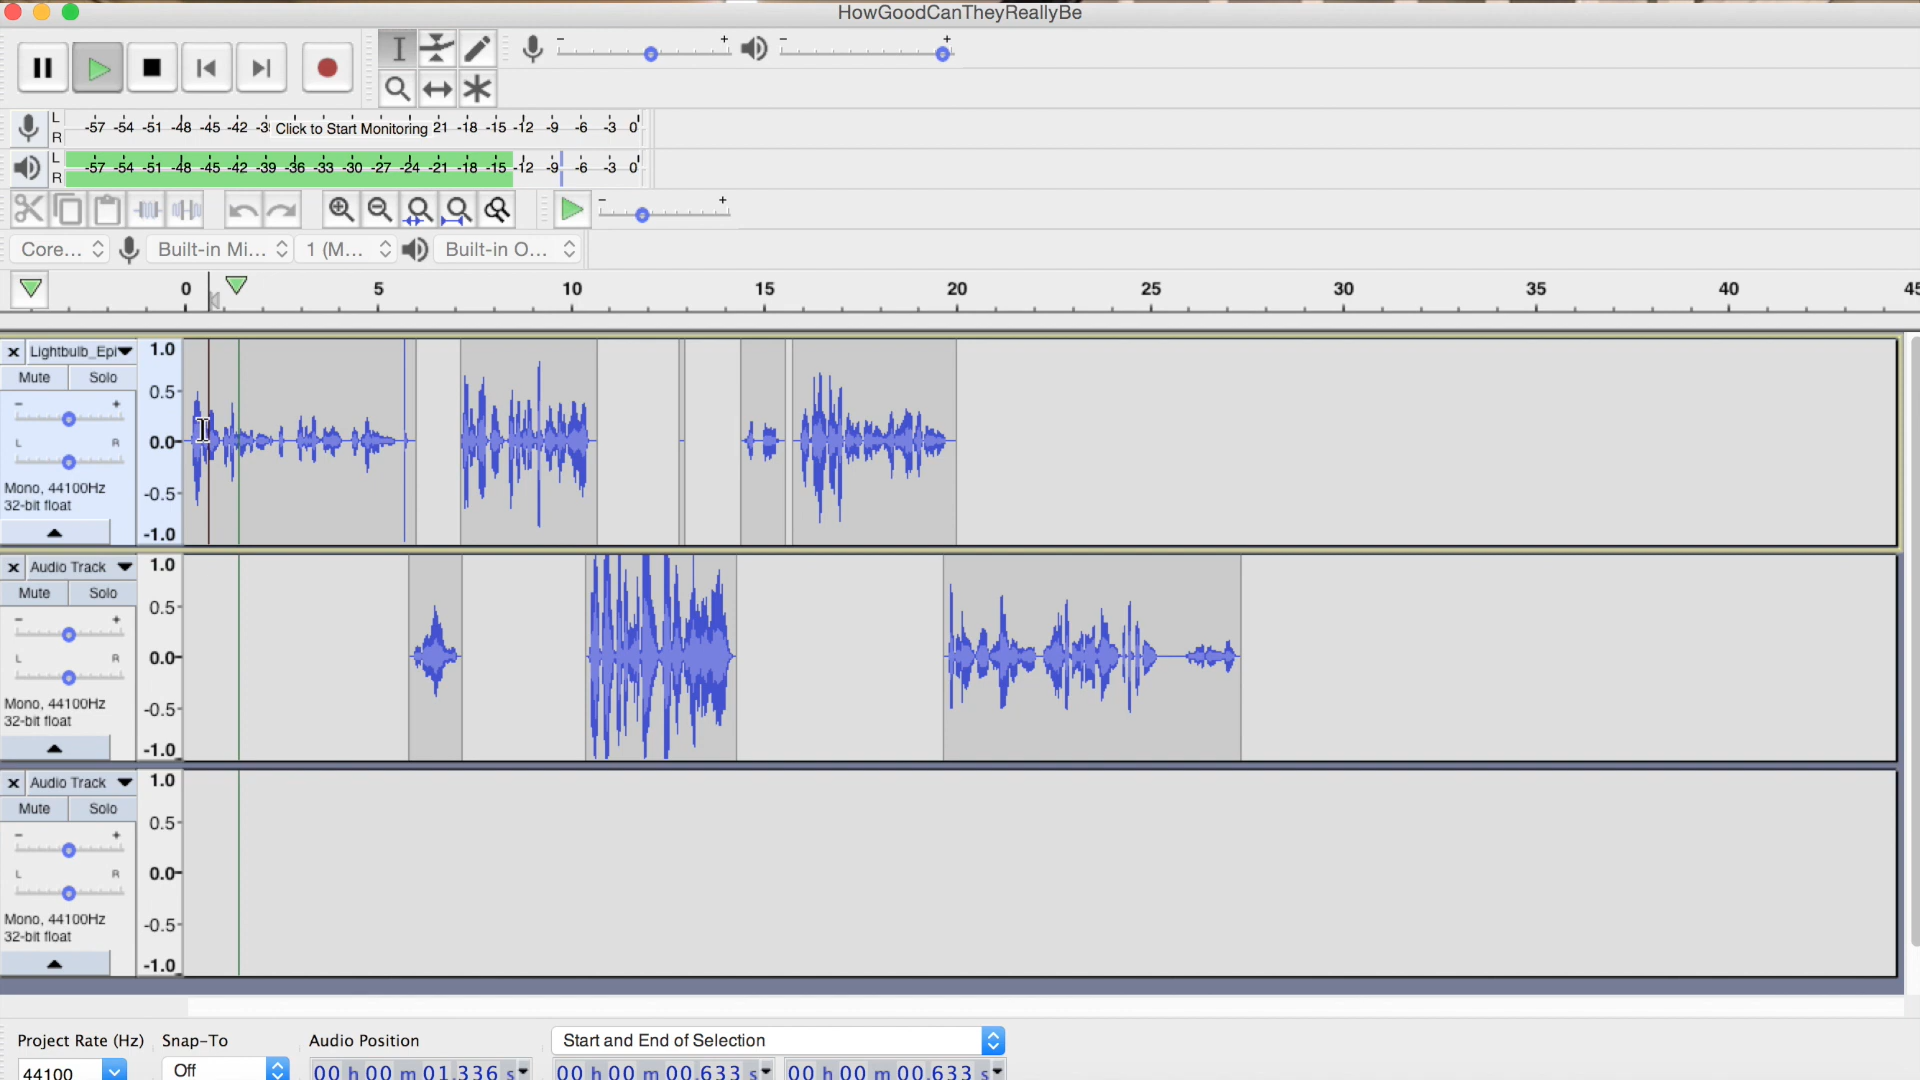 HowGoodCanTheyReallyBe
- + - +
L -57 -54 -51 -48 -45 -42 -3 Click to Start Monitoring 21 -18 -15 -12 -9 -6 -3 0
R
L -57 -54 -51 -48 -45 -42 -39 -36 -33 -30 -27 -24 -21 -18 -15 -12 -9 -6 -3 0
R
- +
Core... Built-in Mi... 1 (M... Built-in O...
0 5 10 15 20 25 30 35 40 45
Lightbulb_Epi 1.0
Mute Solo
- + 0.5
L R 0.0
Mono, 44100Hz -0.5
32-bit float
-1.0
Audio Track 1.0
Mute Solo
- + 0.5
L R 0.0
Mono, 44100Hz -0.5
32-bit float
-1.0
Audio Track 1.0
Mute Solo
- + 0.5
L R 0.0
Mono, 44100Hz -0.5
32-bit float
-1.0
Project Rate (Hz) Snap-To Audio Position Start and End of Selection
44100 Off 00 h 00 m 01.336 s 00 h 00 m 00.633 s 00 h 00 m 00.633 s